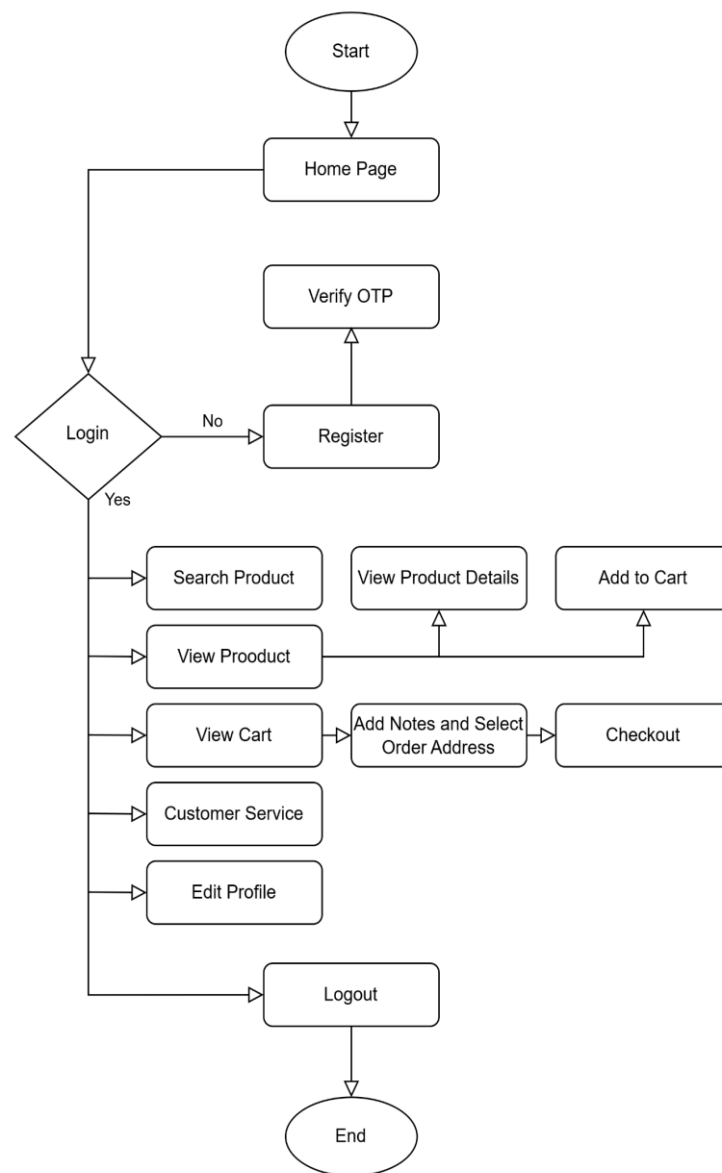 Start
Home Page
Verify OTP
Login
No
Register
Yes
Search Product
View Product Details
Add to Cart
View Prooduct
View Cart
Add Notes and Select
Order Address
Checkout
Customer Service
Edit Profile
Logout
End